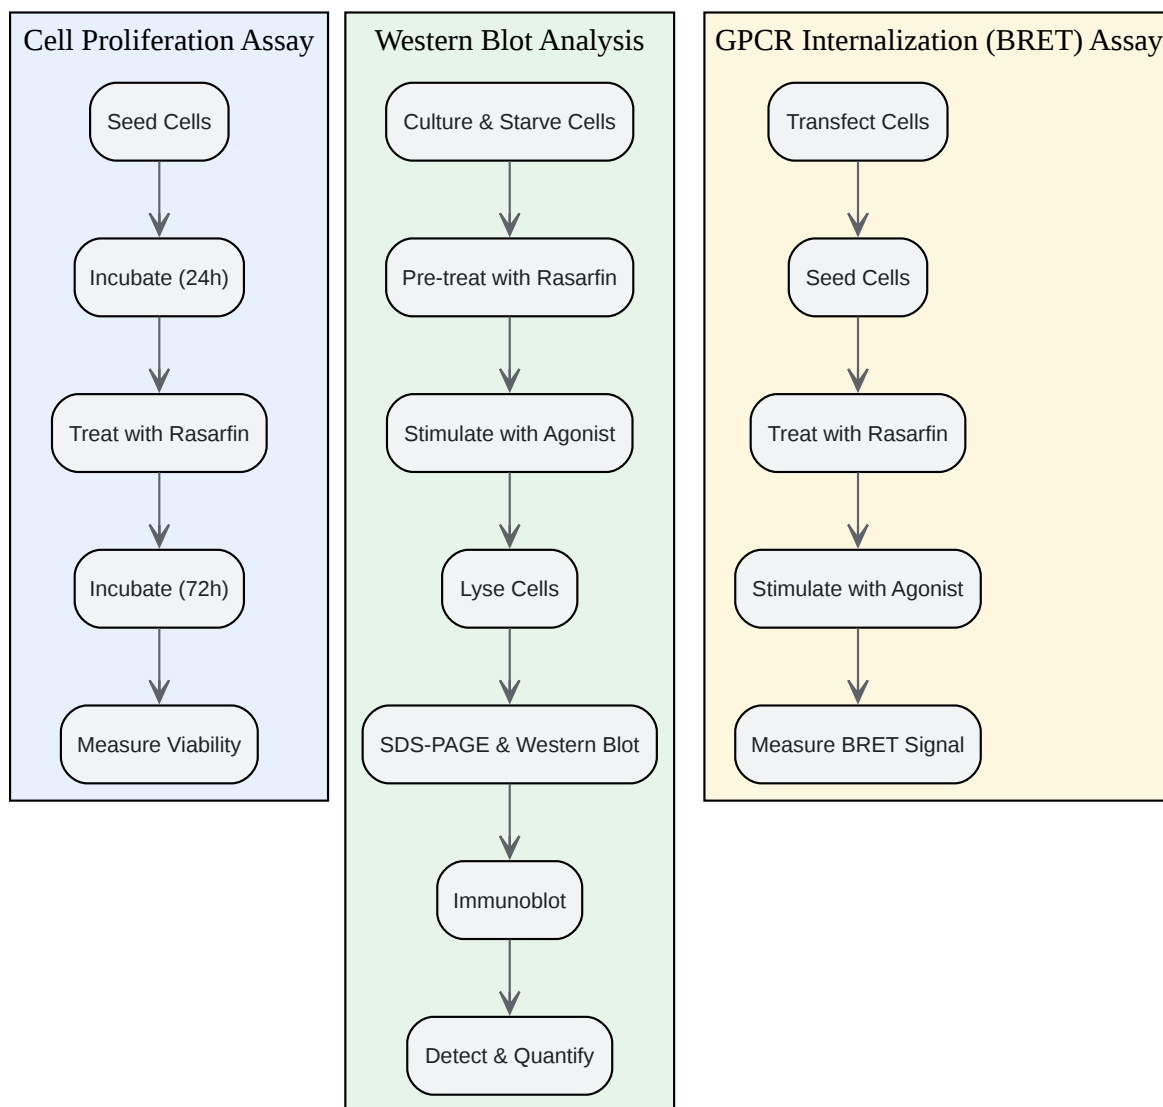 Cell Proliferation Assay
Seed Cells
Incubate (24h)
Treat with Rasarfin
Incubate (72h)
Measure Viability
Western Blot Analysis
Culture & Starve Cells
Pre-treat with Rasarfin
Stimulate with Agonist
Lyse Cells
SDS-PAGE & Western Blot
Immunoblot
Detect & Quantify
GPCR Internalization (BRET) Assay
Transfect Cells
Seed Cells
Treat with Rasarfin
Stimulate with Agonist
Measure BRET Signal